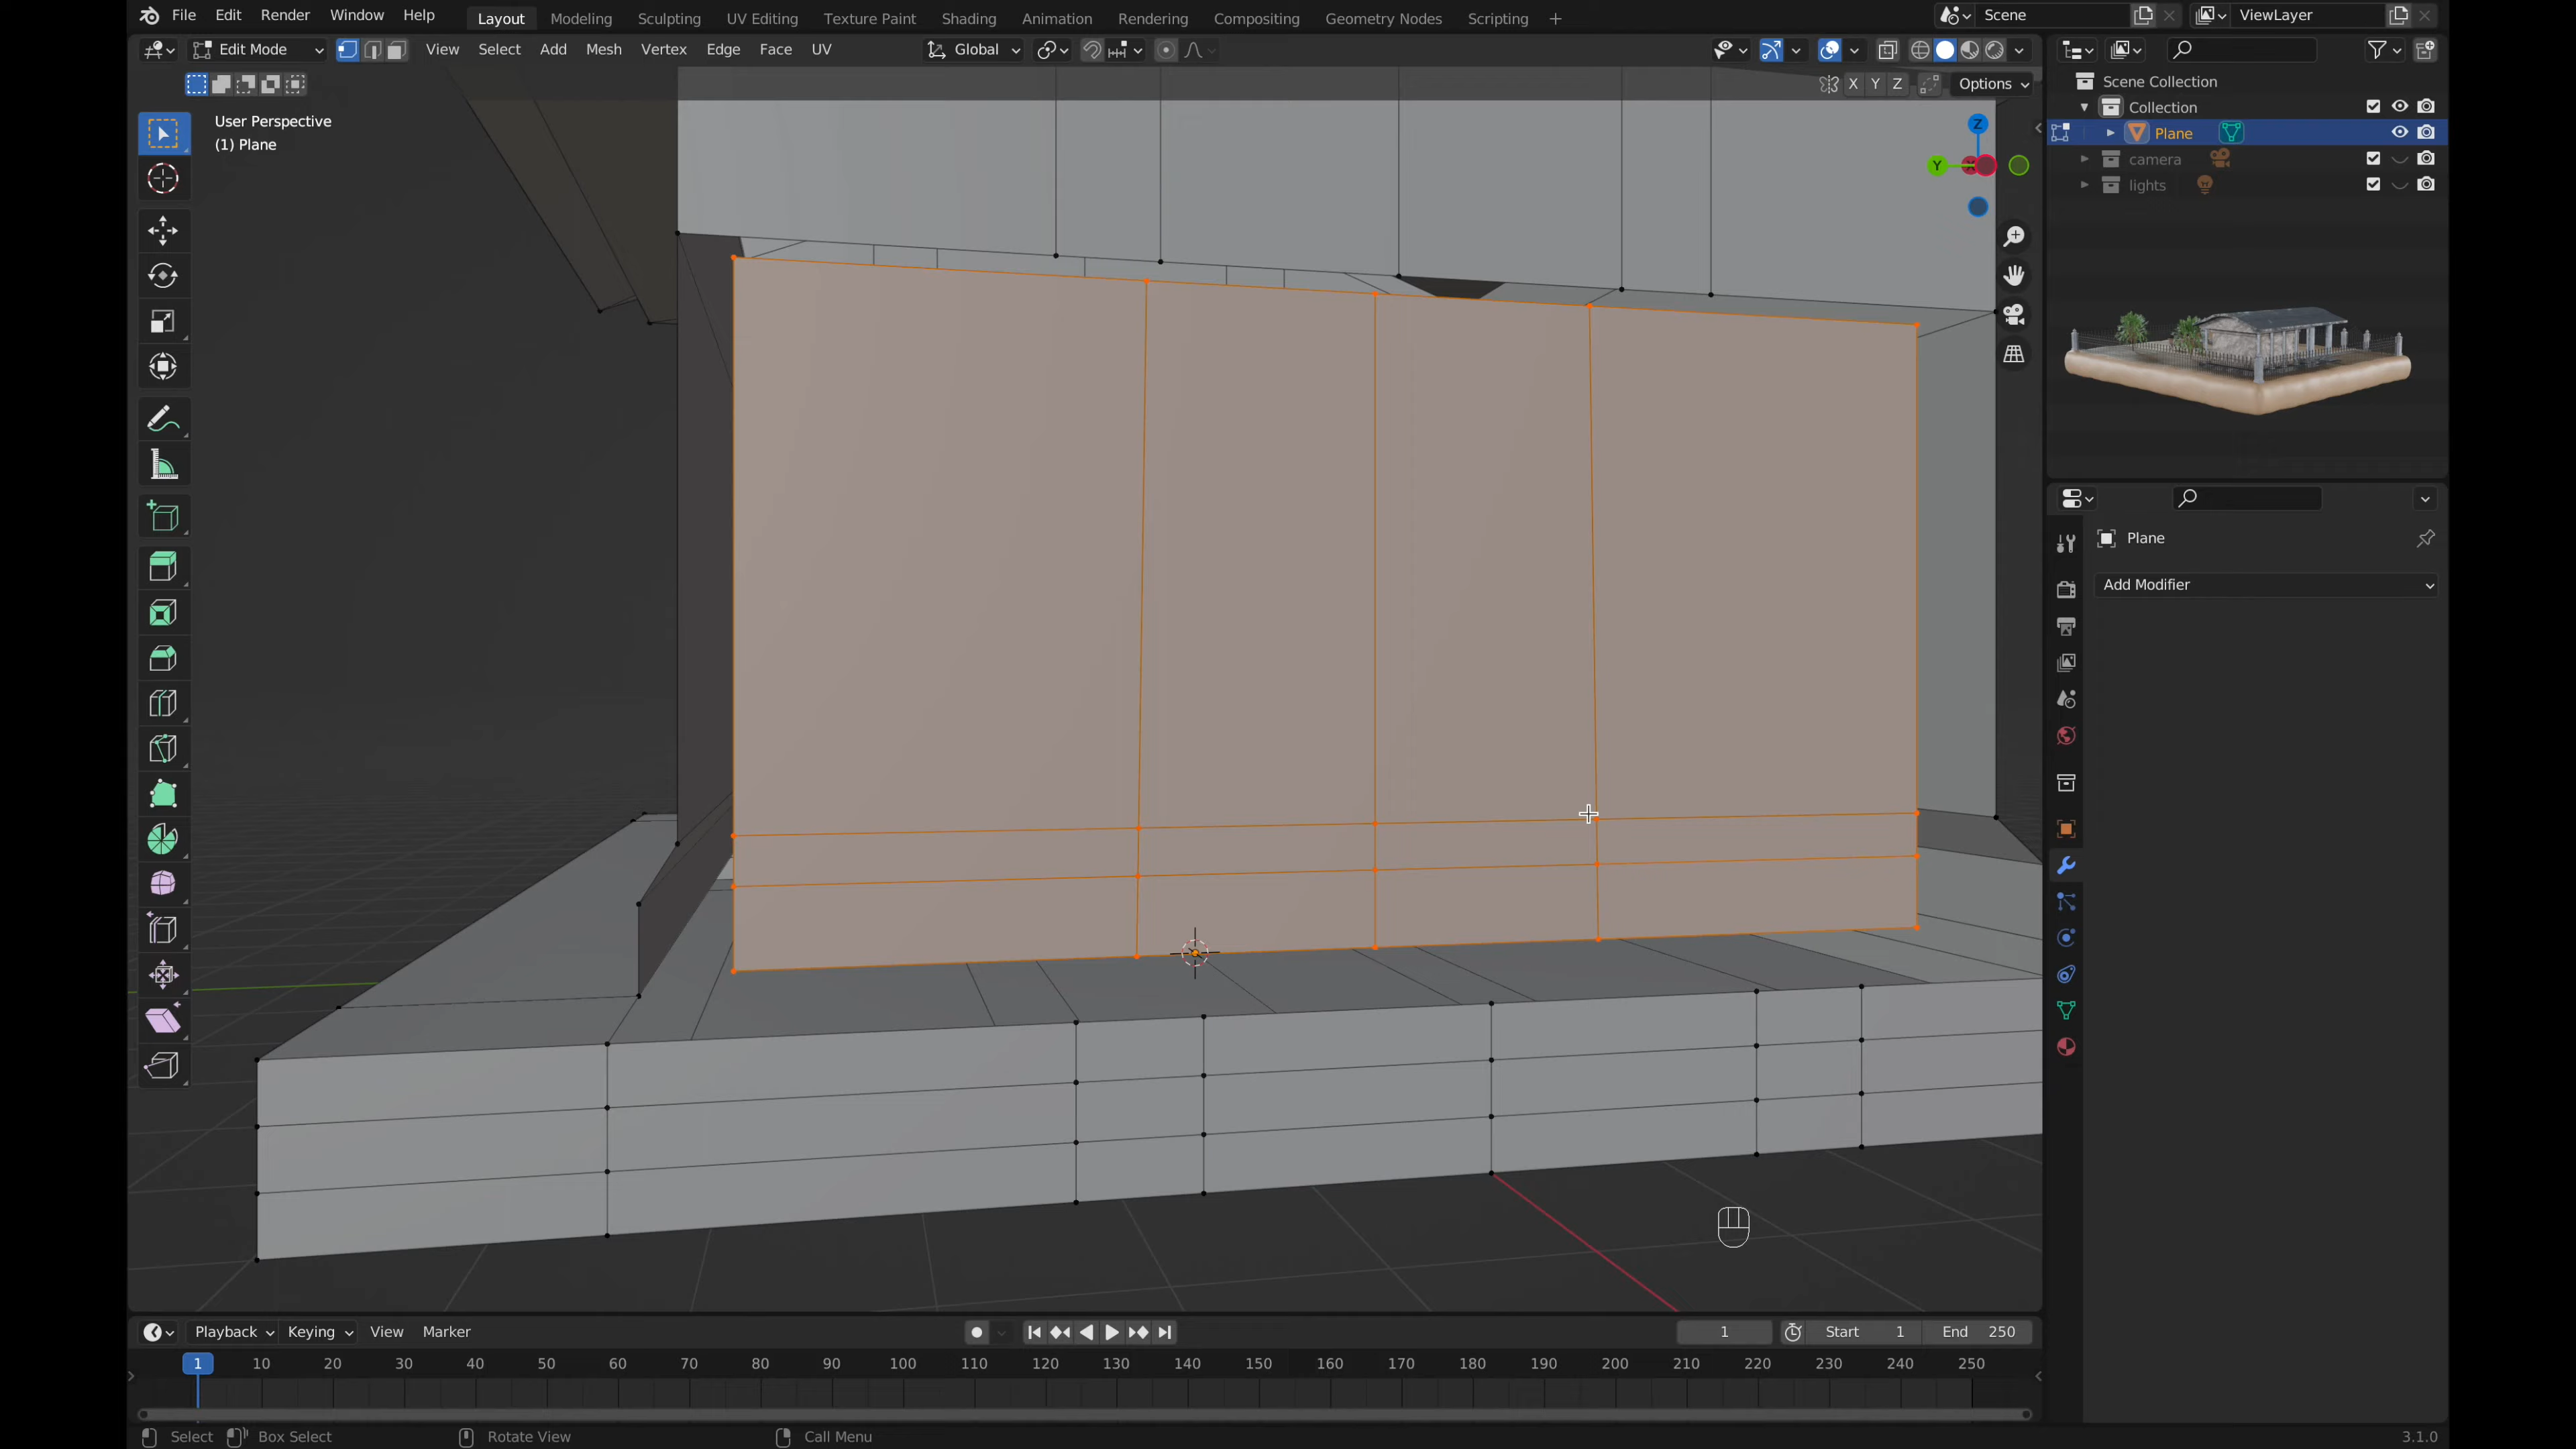 File Edit Render Window Help Layout Modeling Sculpting UV Editing Texture Paint Shading Animation Rendering Compositing Geometry Nodes Scripting + Scene ViewLayer
Edit Mode View Select Add Mesh Vertex Edge Face UV Global
X Y Z Options
User Perspective
(1) Plane
Z
Y
X
Scene Collection
Collection
Plane
camera
lights
Plane
Add Modifier
Playback Keying View Marker 1 Start 1 End 250
1 10 20 30 40 50 60 70 80 90 100 110 120 130 140 150 160 170 180 190 200 210 220 230 240 250
Select Box Select Rotate View Call Menu 3.1.0